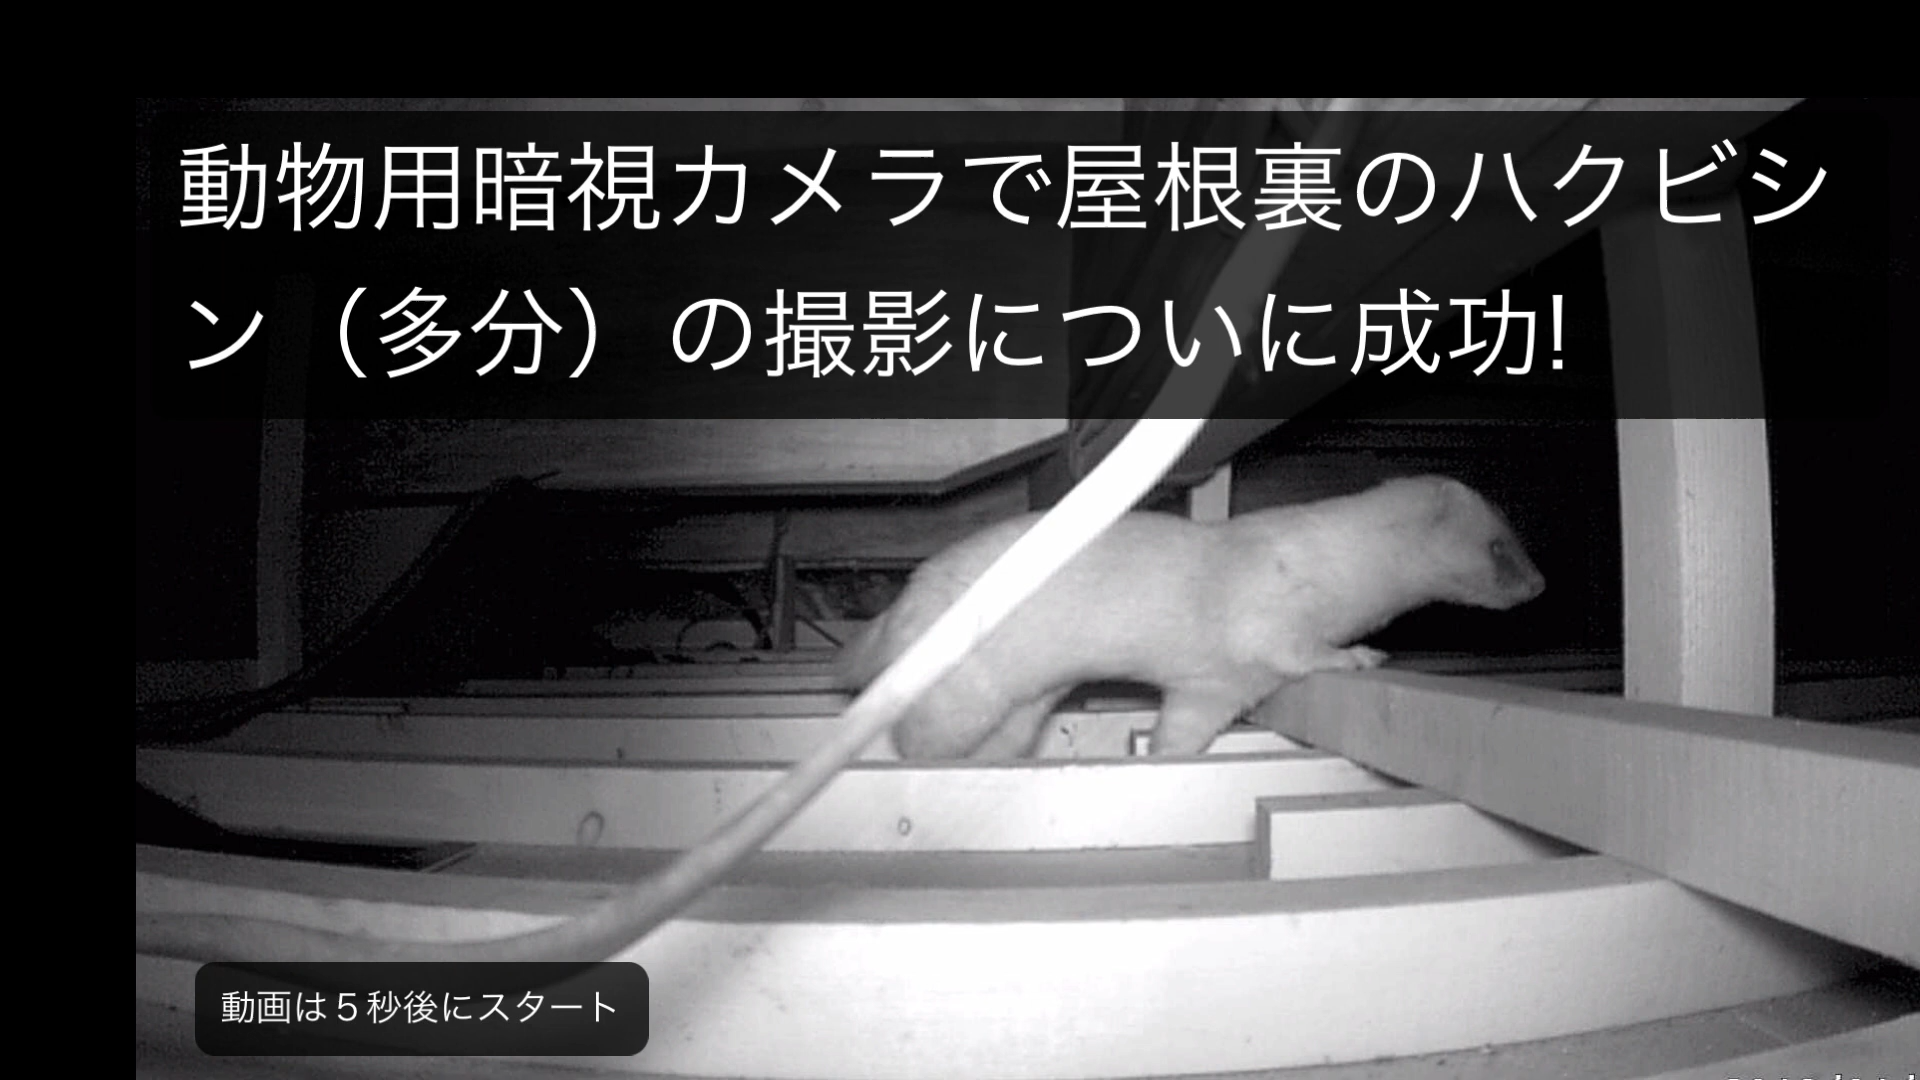 動物用暗視カメラで屋根裏のハクビシ
ン（多分）の撮影についに成功!
動画は５秒後にスタート